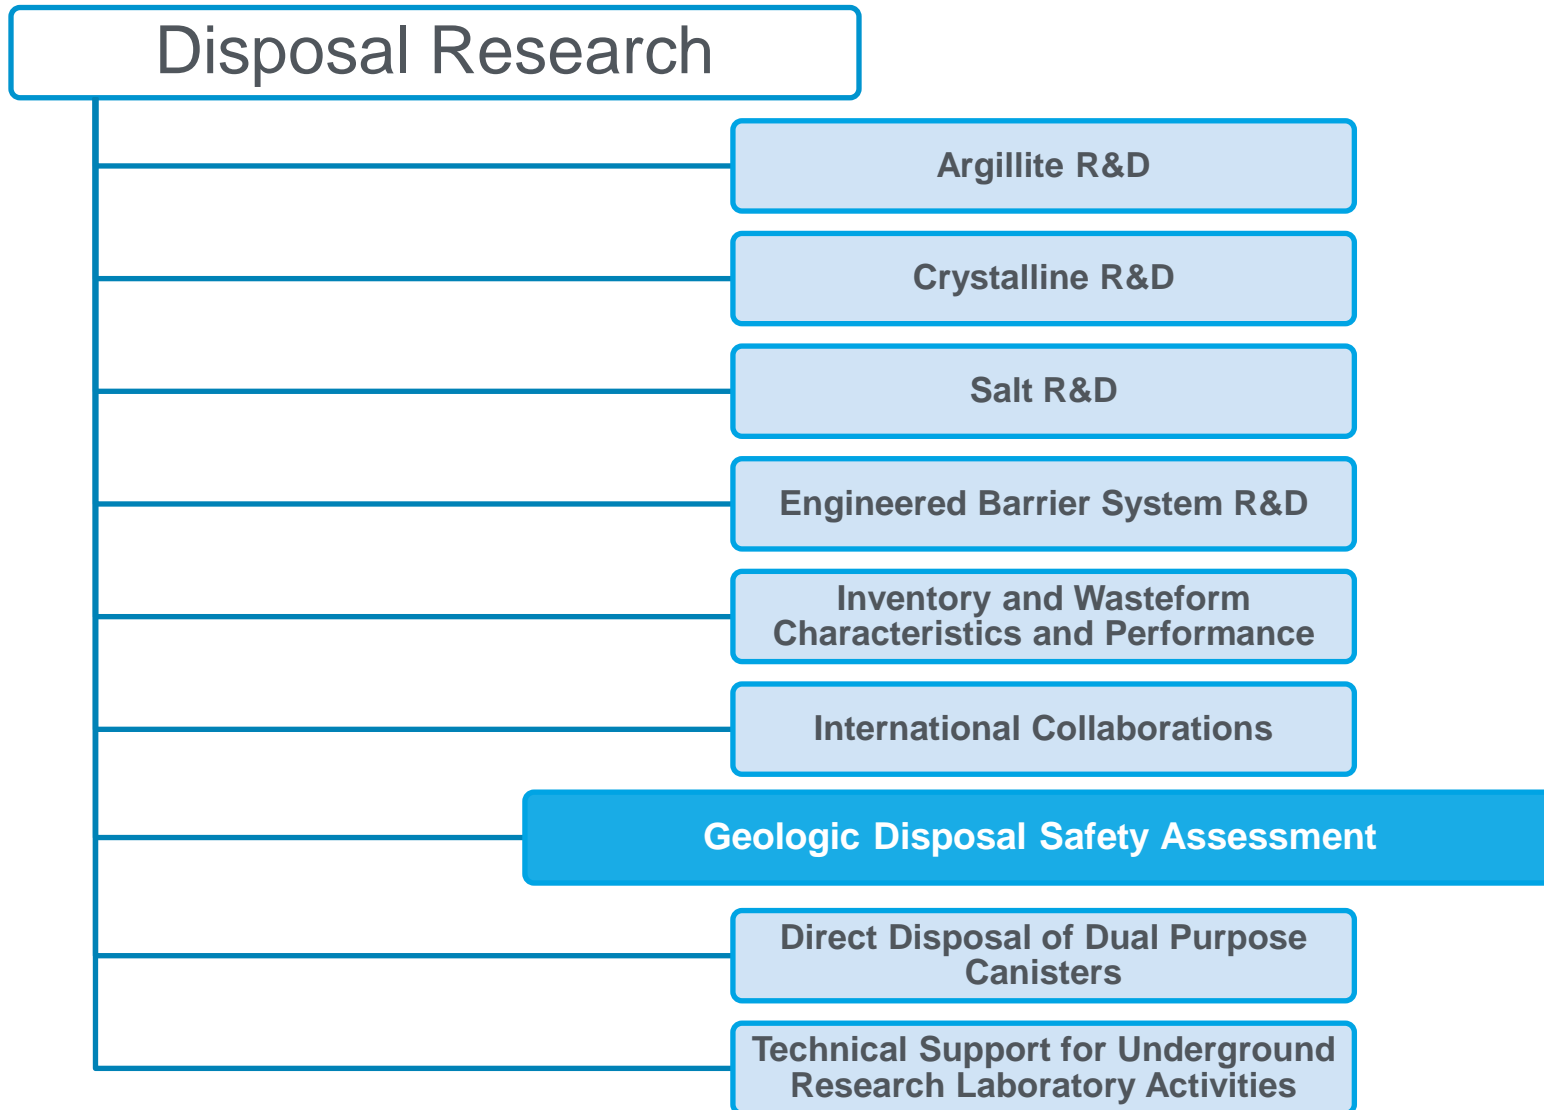 Disposal Research
Argillite R&D
Crystalline R&D
Salt R&D
Engineered Barrier System R&D
Inventory and Wasteform
Characteristics and Performance
International Collaborations
Geologic Disposal Safety Assessment
Direct Disposal of Dual Purpose
Canisters
Technical Support for Underground
Research Laboratory Activities